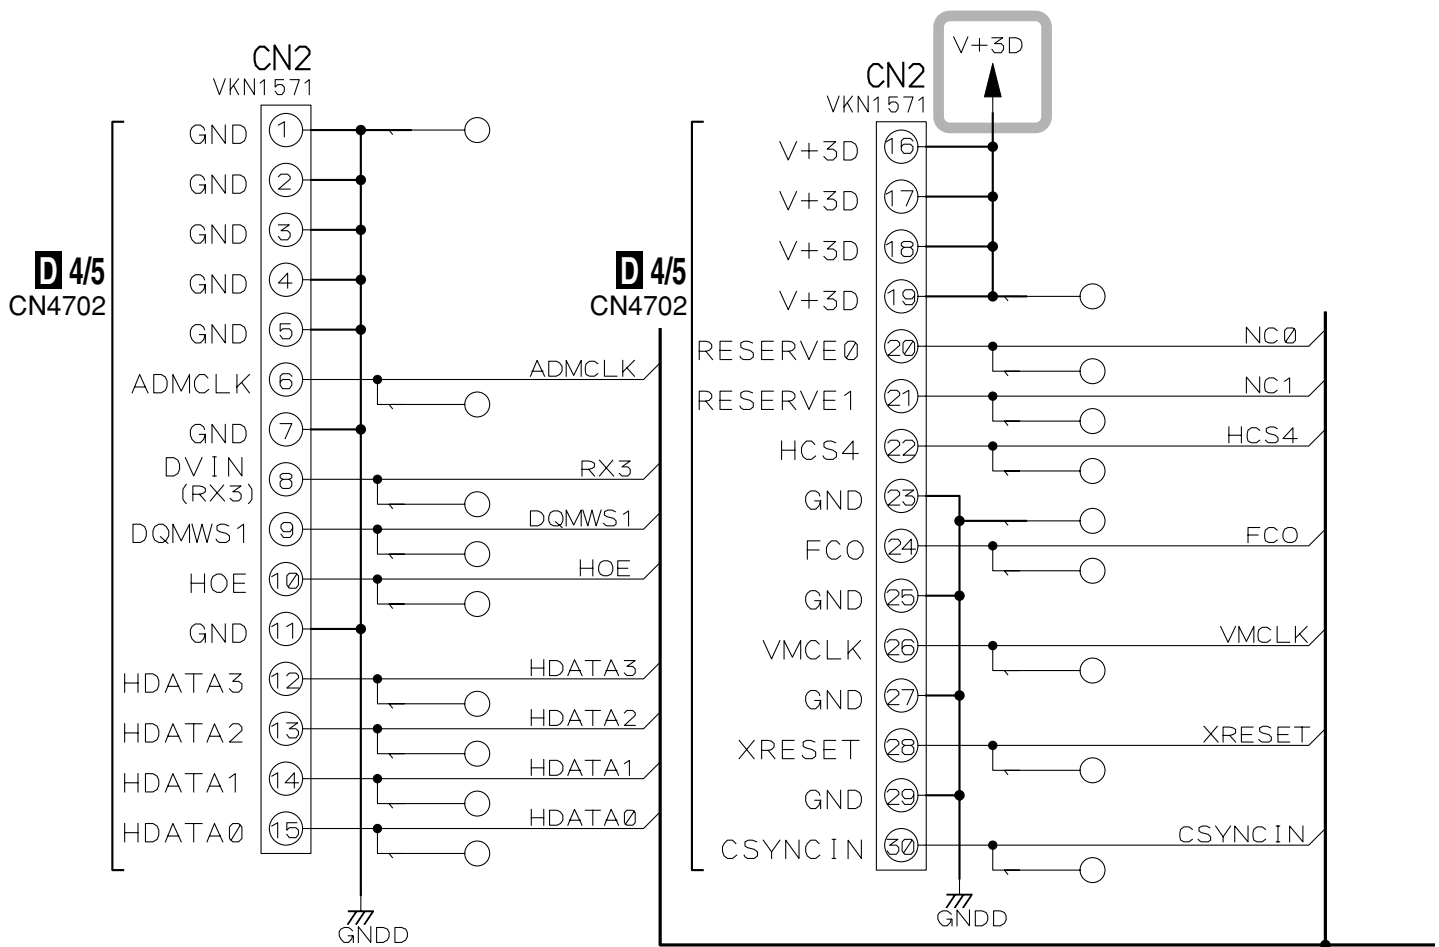 CN2
VKN1571
D 4/5
CN4702
GND 1
GND 2
GND 3
GND 4
GND 5
ADMCLK 6 ADMCLK
GND 7
DVIN
(RX3) 8 RX3
DQMWS1 9 DQMWS1
HOE 10 HOE
GND 11
HDATA3 12 HDATA3
HDATA2 13 HDATA2
HDATA1 14 HDATA1
HDATA0 15 HDATA0
GNDD
V+3D
CN2
VKN1571
D 4/5
CN4702
V+3D 16
V+3D 17
V+3D 18
V+3D 19
RESERVE0 20 NC0
RESERVE1 21 NC1
HCS4 22 HCS4
GND 23
FCO 24 FCO
GND 25
VMCLK 26 VMCLK
GND 27
XRESET 28 XRESET
GND 29
CSYNCIN 30 CSYNCIN
GNDD